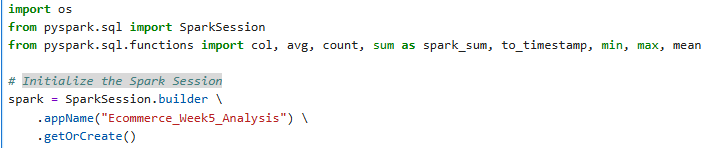 import os
from pyspark.sql import SparkSession
from pyspark.sql.functions import col, avg, count, sum as spark_sum, to_timestamp, min, max, mean
# Initialize the Spark Session
spark = SparkSession.builder \
    .appName("Ecommerce_Week5_Analysis") \
    .getOrCreate()